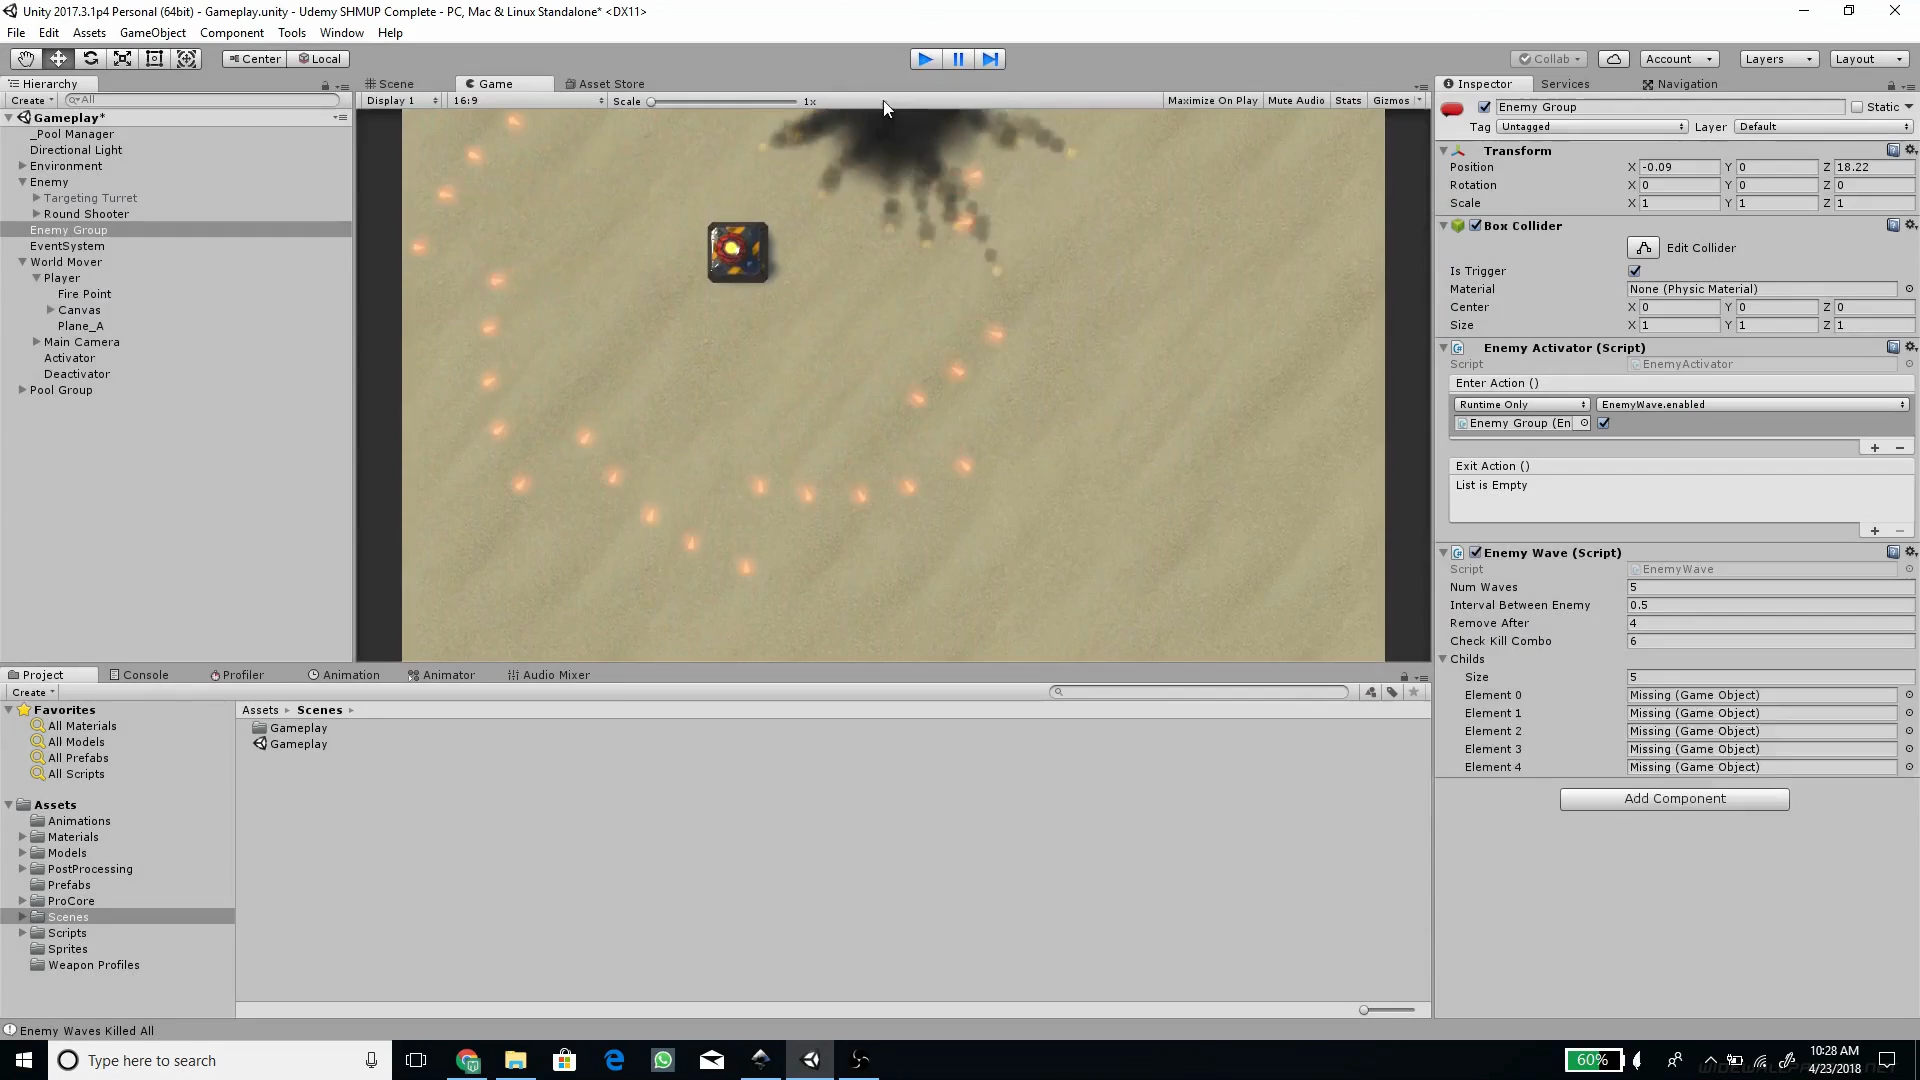 Unity 2017.3.1p4 Personal (64bit) - Gameplay.unity - Udemy SHMUP Complete - PC, Mac & Linux Standalone* <DX11>
File Edit Assets GameObject Component Tools Window Help
Center Local Collab Account Layers Layout
Hierarchy Scene Game Asset Store Inspector Services Navigation
Create All Display 1 16:9 Scale 1x Maximize On Play Mute Audio Stats Gizmos
Gameplay*
_Pool Manager
Directional Light
Environment
Enemy
Targeting Turret
Round Shooter
Enemy Group
EventSystem
World Mover
Player
Fire Point
Canvas
Plane_A
Main Camera
Activator
Deactivator
Pool Group
Enemy Group Static
Tag Untagged Layer Default
Transform
Position X -0.09 Y 0 Z 18.22
Rotation X 0 Y 0 Z 0
Scale X 1 Y 1 Z 1
Box Collider
Edit Collider
Is Trigger
Material None (Physic Material)
Center X 0 Y 0 Z 0
Size X 1 Y 1 Z 1
Enemy Activator (Script)
Script EnemyActivator
Enter Action ()
Runtime Only EnemyWave.enabled
Enemy Group (En
Exit Action ()
List is Empty
Enemy Wave (Script)
Script EnemyWave
Num Waves 5
Interval Between Enemy 0.5
Remove After 4
Check Kill Combo 6
Childs
Size 5
Element 0 Missing (Game Object)
Element 1 Missing (Game Object)
Element 2 Missing (Game Object)
Element 3 Missing (Game Object)
Element 4 Missing (Game Object)
Add Component
Project Console Profiler Animation Animator Audio Mixer
Create
Favorites
All Materials
All Models
All Prefabs
All Scripts
Assets
Animations
Materials
Models
PostProcessing
Prefabs
ProCore
Scenes
Scripts
Sprites
Weapon Profiles
Assets Scenes
Gameplay
Gameplay
Enemy Waves Killed All
Type here to search
60%
10:28 AM
4/23/2018